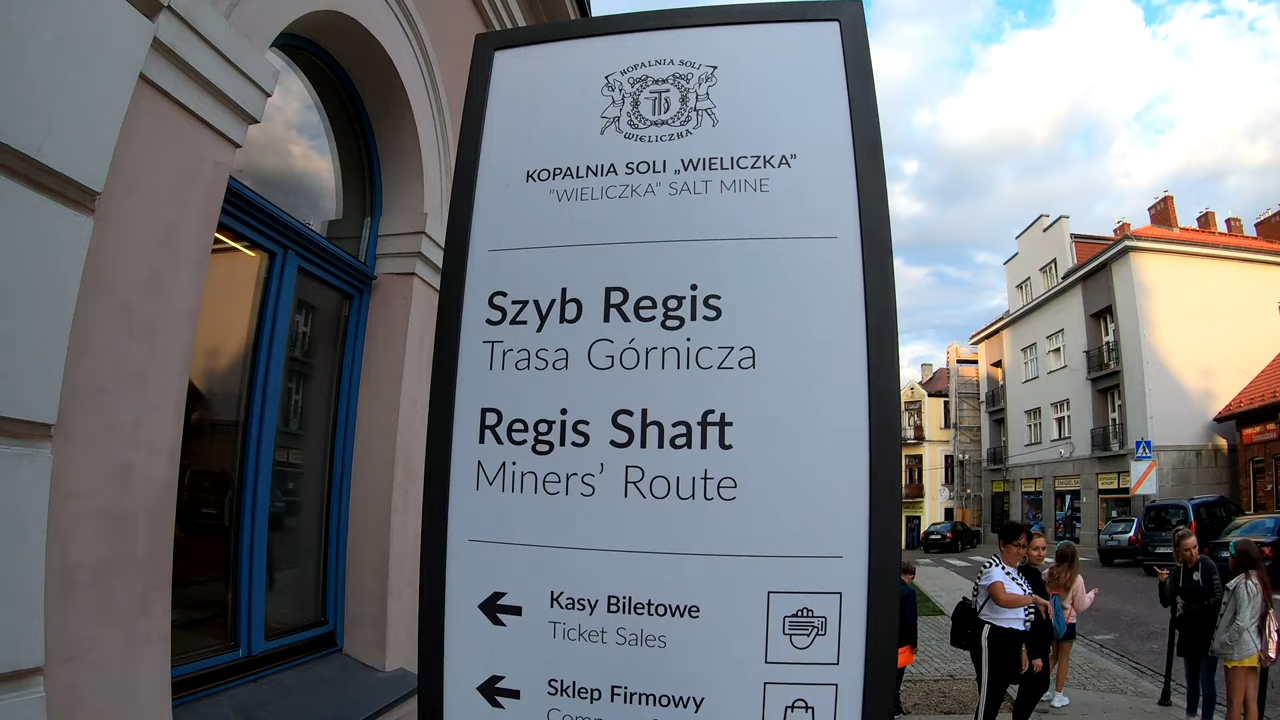 KOPALNIA SOLI
WIELICZKA
KOPALNIA SOLI „WIELICZKA”
”WIELICZKA” SALT MINE
Szyb Regis
Trasa Górnicza
Regis Shaft
Miners’ Route
Kasy Biletowe
Ticket Sales
Sklep Firmowy